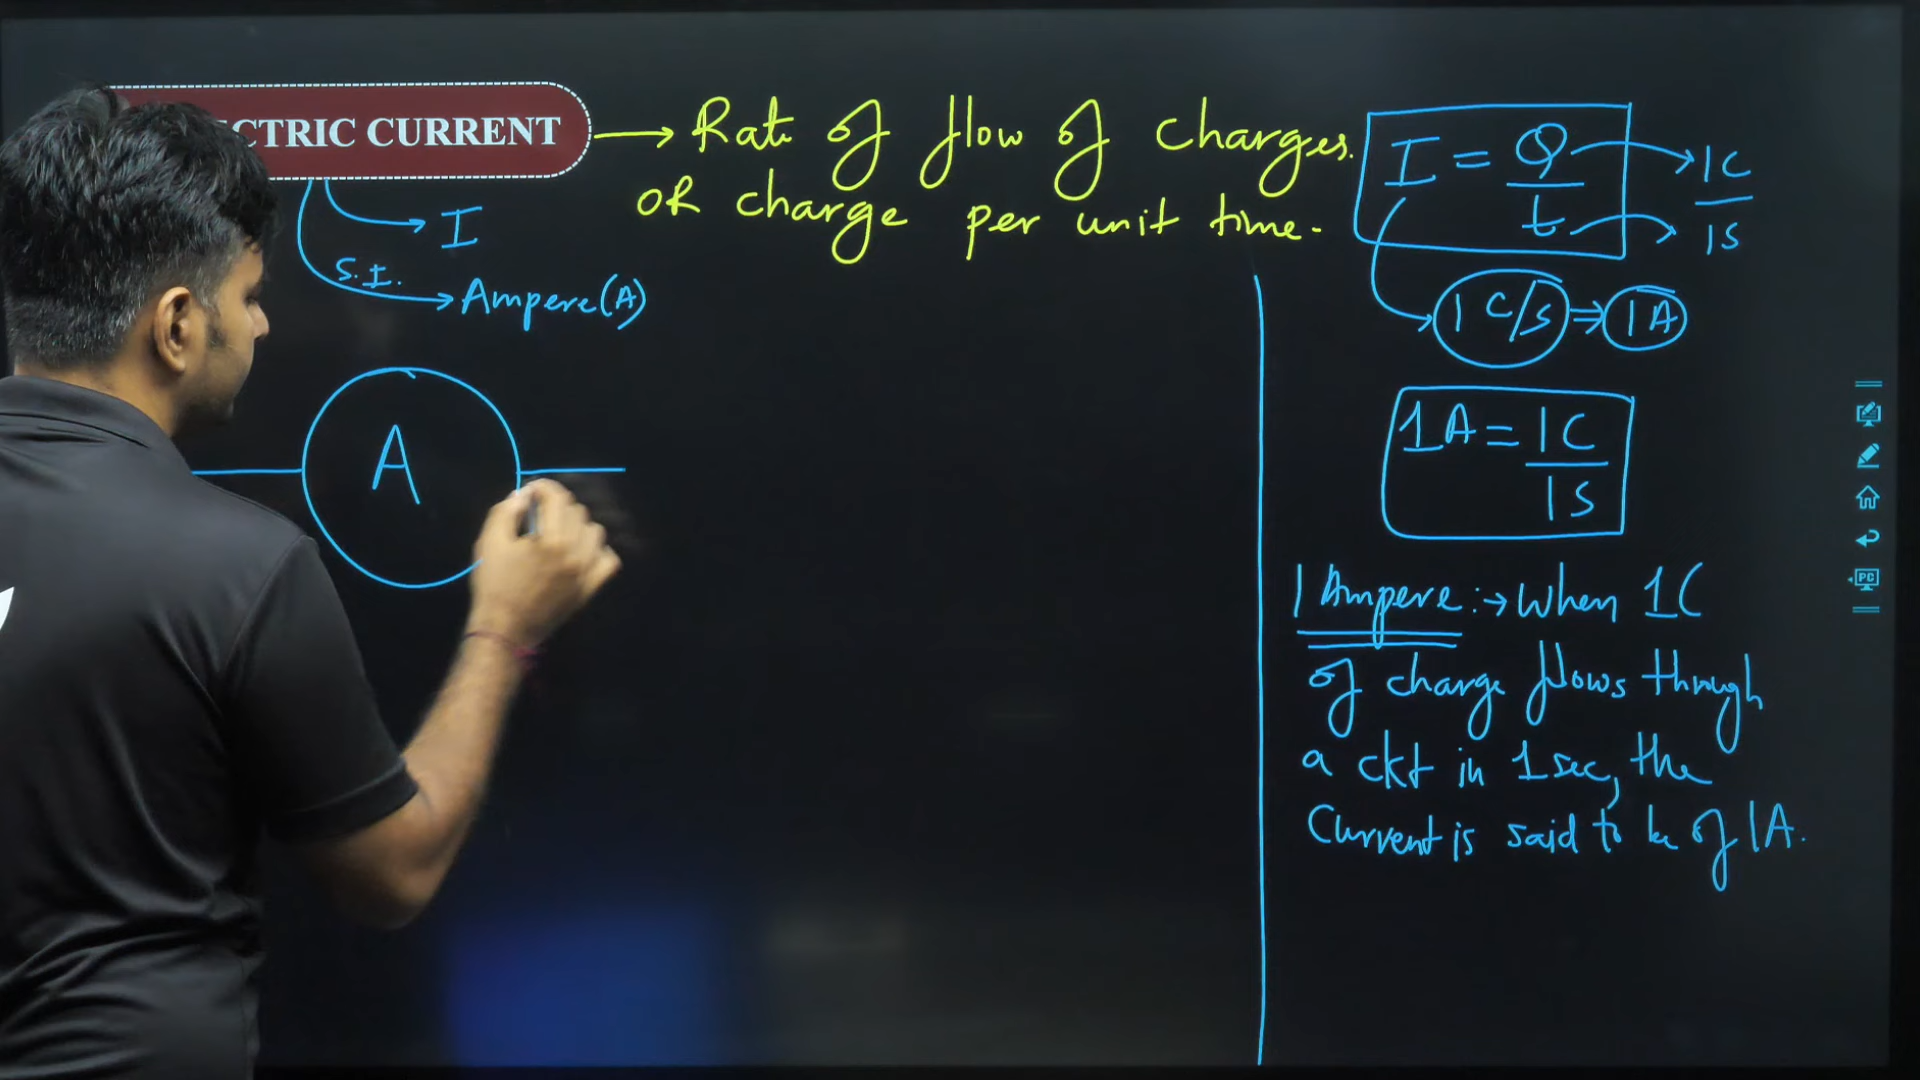 CTRIC CURRENT → Rate of flow of charges.
OR charge per unit time.
I
S.I.
Ampere(A)
A
I = Q/t
1C
1S
1 C/s ⇒ 1A
1A = 1C/1S
1 Ampere :→ When 1C
of charge flows through
a ckt in 1sec, the
Current is said to be of 1A.
PC